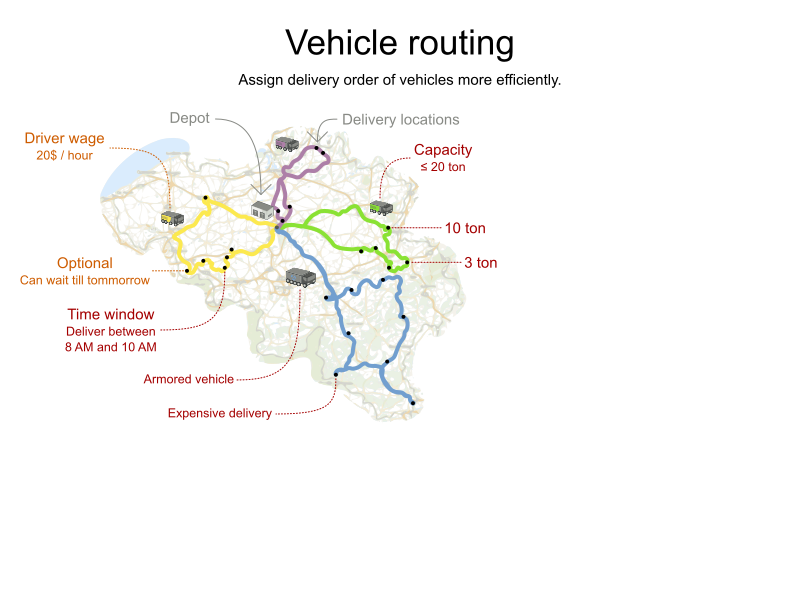 Vehicle routing
Assign delivery order of vehicles more efficiently.
Depot
Delivery locations
Driver wage
20$ / hour
Capacity
≤ 20 ton
10 ton
3 ton
Optional
Can wait till tommorrow
Time window
Deliver between
8 AM and 10 AM
Armored vehicle
Expensive delivery